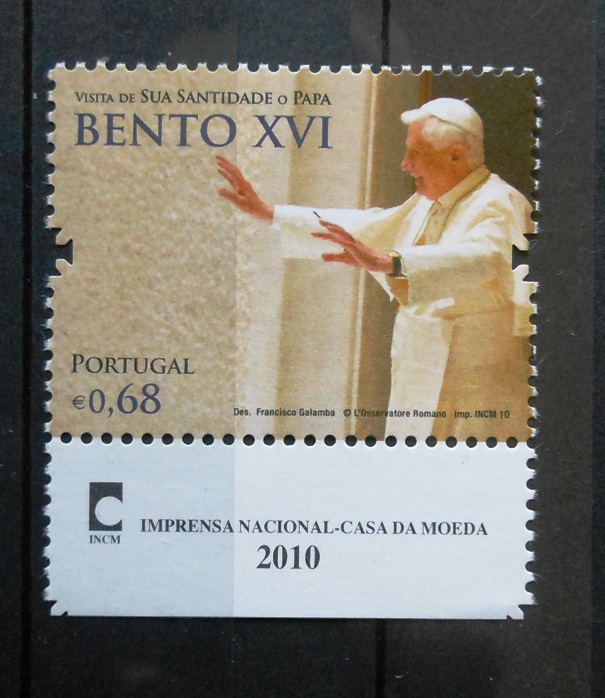 VISITA DE SUA SANTIDADE O PAPA
BENTO XVI
PORTUGAL
€0,68
Des. Francisco Galamba © L'Osservatore Romano Imp. INCM 10
C
INCM
IMPRENSA NACIONAL-CASA DA MOEDA
2010